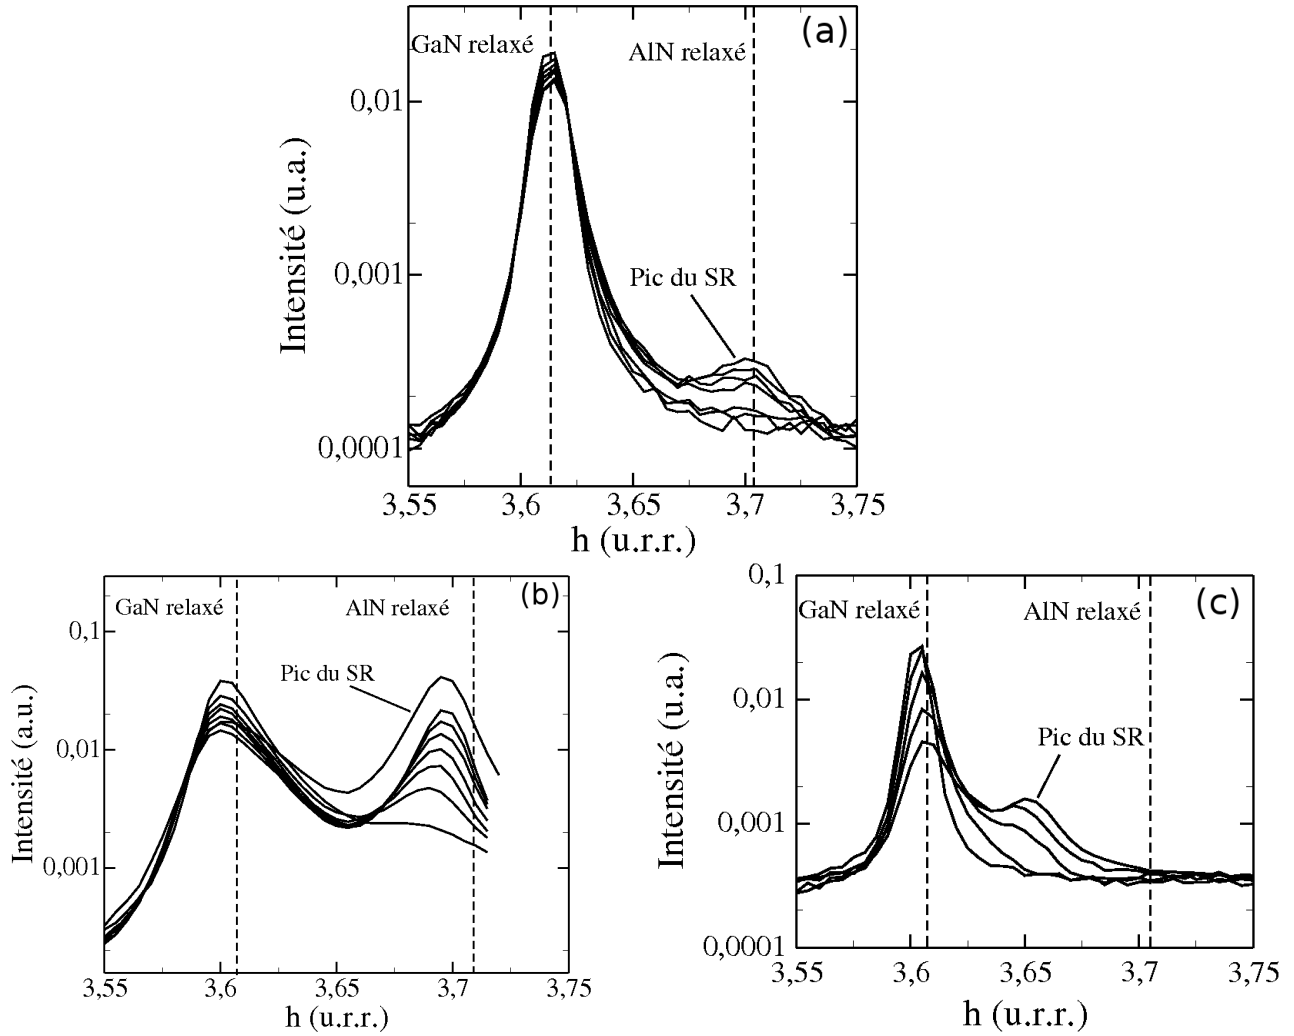 (a)
GaN relaxé
AlN relaxé
0,01
Pic du SR
0,001
0,0001
Intensité (u.a.)
3,55
3,6
3,65
3,7
3,75
h (u.r.r.)
(b)
GaN relaxé
AlN relaxé
0,1
Pic du SR
0,01
0,001
Intensité (a.u.)
3,55
3,6
3,65
3,7
3,75
h (u.r.r.)
0,1
(c)
GaN relaxé
AlN relaxé
0,01
Pic du SR
0,001
0,0001
Intensité (u.a.)
3,55
3,6
3,65
3,7
3,75
h (u.r.r.)